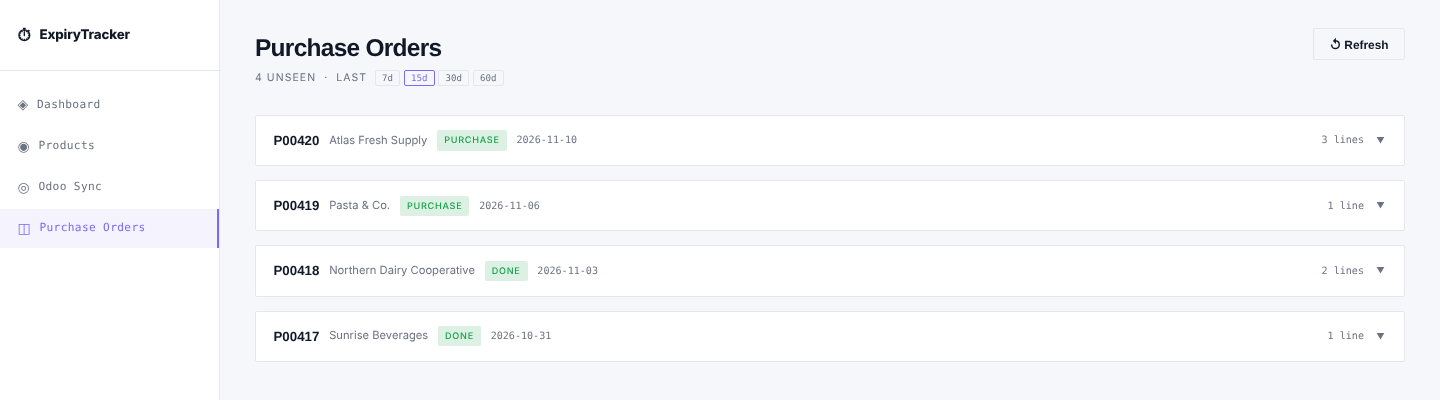 ExpiryTracker
Dashboard
Products
Odoo Sync
Purchase Orders
Purchase Orders
Refresh
4 UNSEEN · LAST 7d 15d 30d 60d
P00420 Atlas Fresh Supply PURCHASE 2026-11-10 3 lines
P00419 Pasta & Co. PURCHASE 2026-11-06 1 line
P00418 Northern Dairy Cooperative DONE 2026-11-03 2 lines
P00417 Sunrise Beverages DONE 2026-10-31 1 line